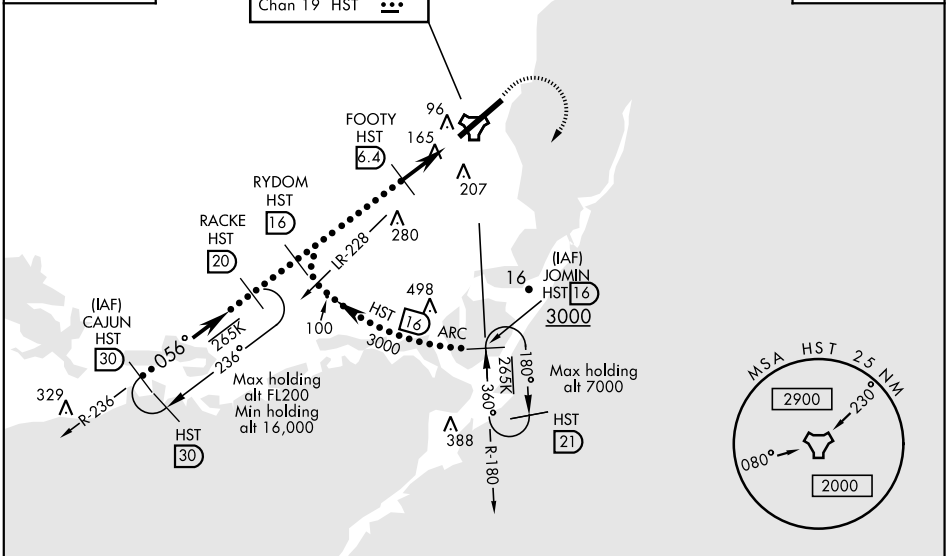 Chan 19 HST
96
FOOTY
HST
6.4
165
207
RYDOM
HST
16
RACKE
HST
20
280
LR-228
(IAF)
JOMIN
HST 16
3000
16
498
HST 16 ARC
3000
100
(IAF)
CAJUN
HST
30
056°
265K
236°
Max holding
alt FL200
Min holding
alt 16,000
329
R-236
HST
30
265K
180°
360°
Max holding
alt 7000
HST
21
388
R-180
MSA HST 25 NM
2900
230°
080°
2000